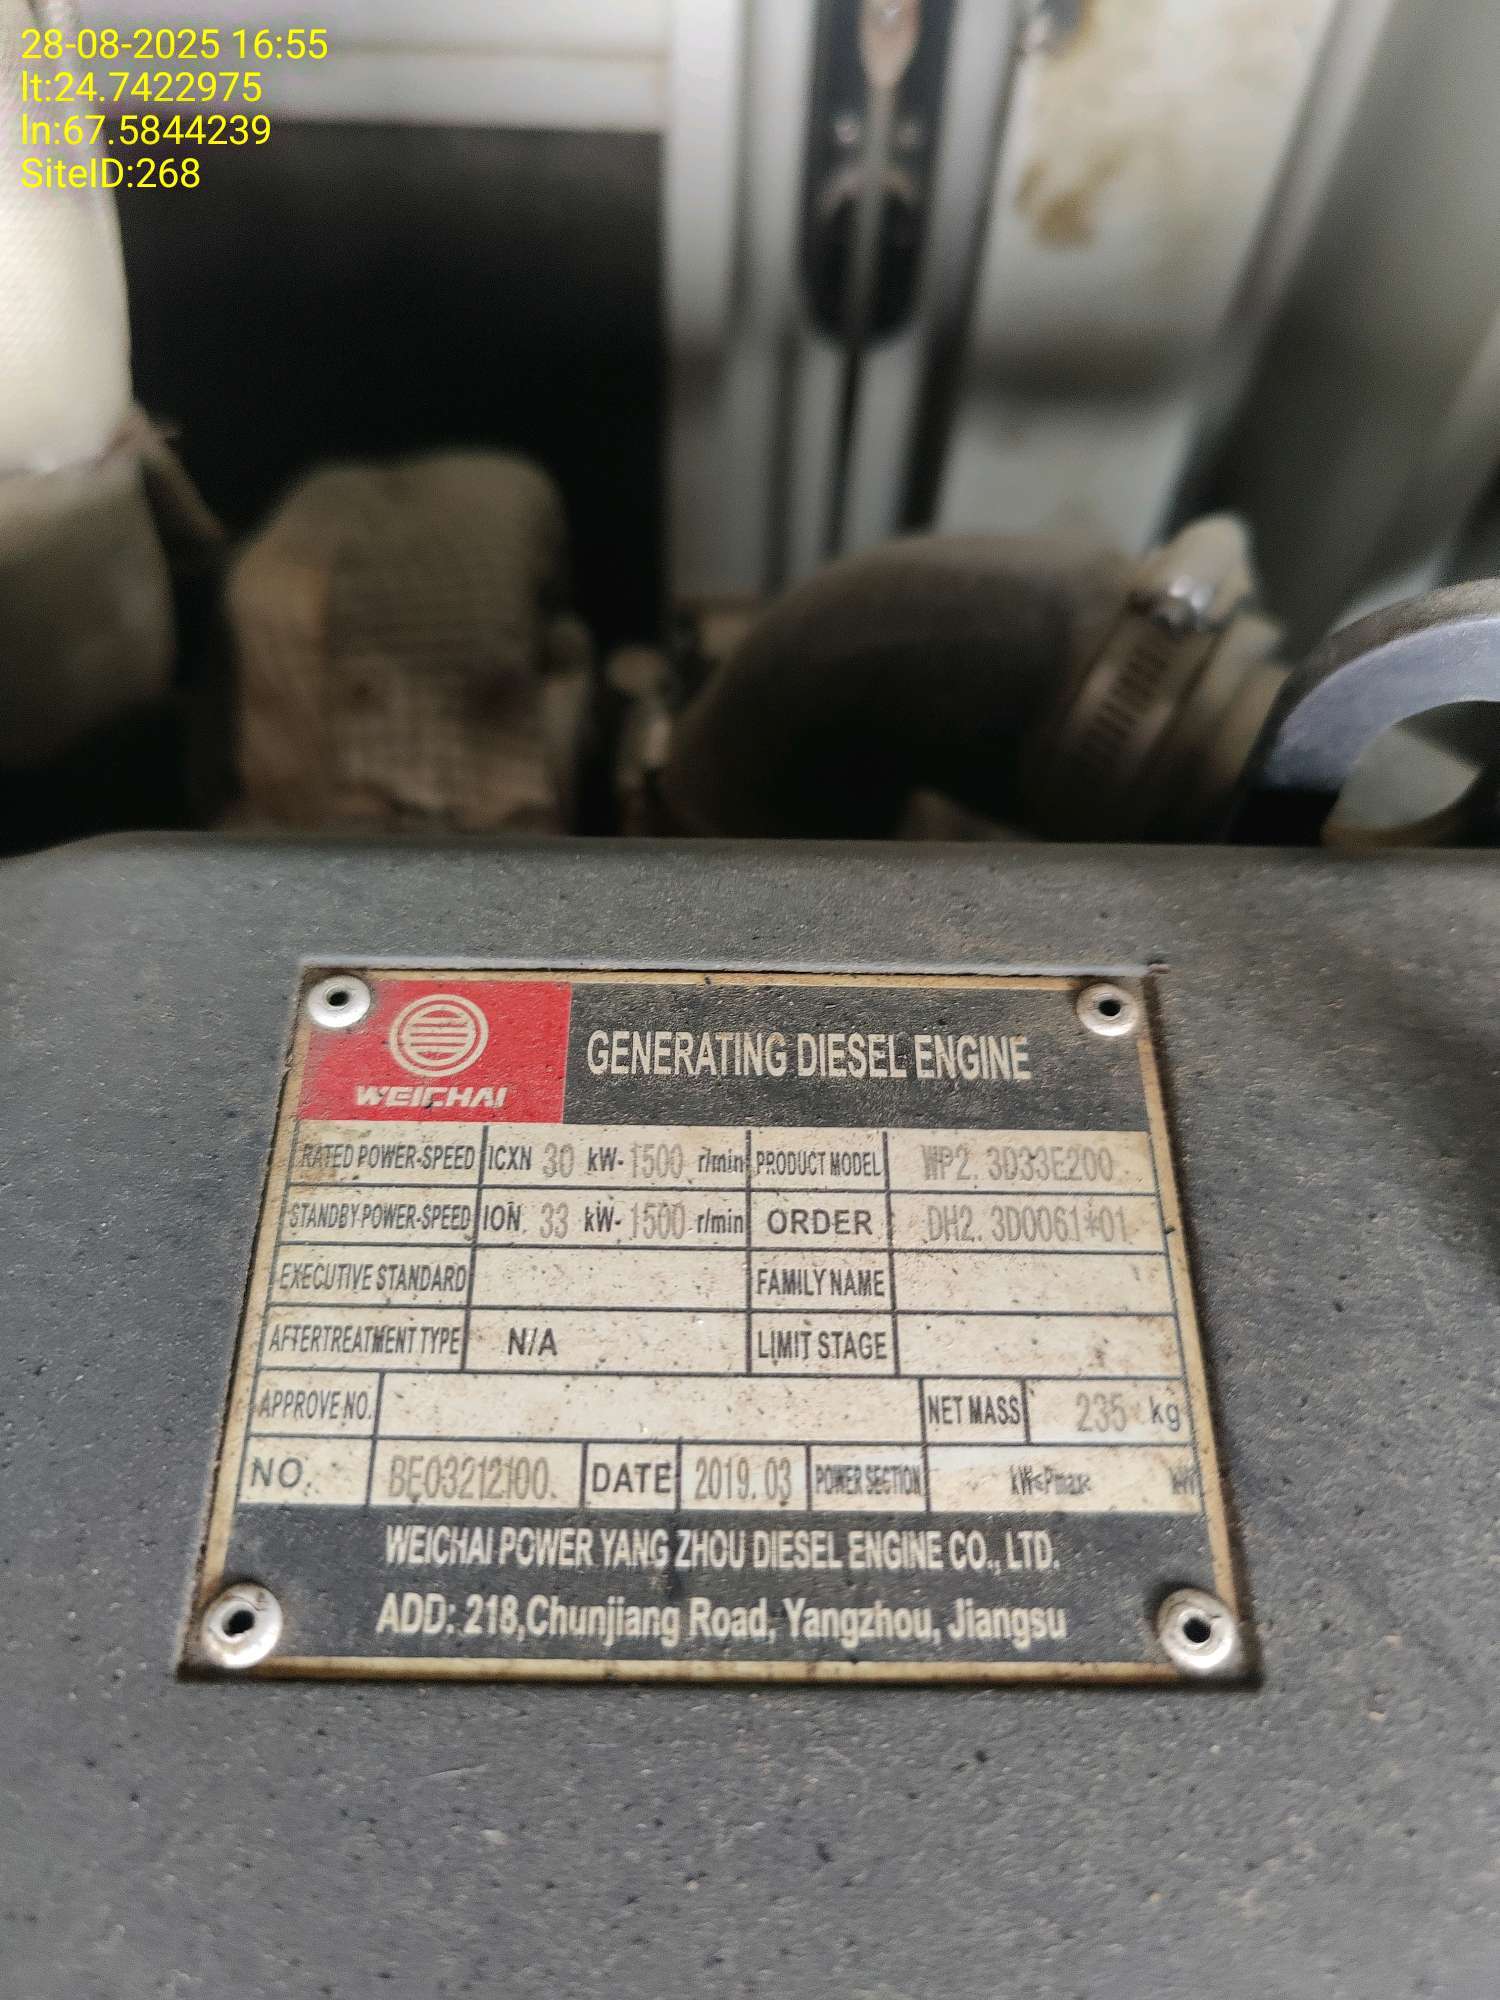 28-08-2025 16:55
lt:24.7422975
ln:67.5844239
SiteID:268
WEICHAI
GENERATING DIESEL ENGINE
RATED POWER-SPEED ICXN 30 kW- 1500 r/min PRODUCT MODEL WP2.3D33E200
STANDBY POWER-SPEED ION 33 kW- 1500 r/min ORDER DH2.3D0061*01
EXECUTIVE STANDARD FAMILY NAME
AFTERTREATMENT TYPE N/A LIMIT STAGE
APPROVE NO. NET MASS 235 kg
NO. BE03212100. DATE 2019.03 POWER SECTION kW≤Pmax< kW
WEICHAI POWER YANG ZHOU DIESEL ENGINE CO., LTD.
ADD: 218,Chunjiang Road, Yangzhou, Jiangsu